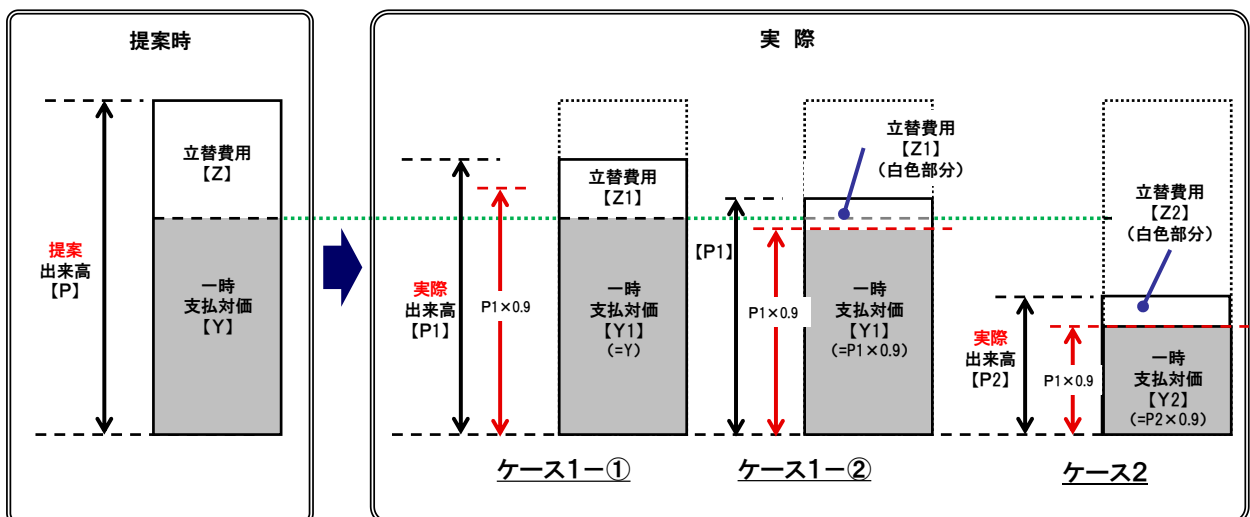 提案時
立替費用
【Z】
提案
出来高
【P】
一時
支払対価
【Y】
実 際
立替費用
【Z1】
実際
出来高
【P1】
P1×0.9
一時
支払対価
【Y1】
(=Y)
ケース1-①
立替費用
【Z1】
(白色部分)
【P1】
P1×0.9
一時
支払対価
【Y1】
(=P1×0.9)
ケース1-②
立替費用
【Z2】
(白色部分)
実際
出来高
【P2】
P1×0.9
一時
支払対価
【Y2】
(=P2×0.9)
ケース2